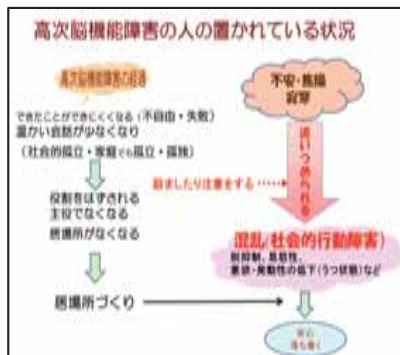 高次脳機能障害の人の置かれている状況
高次脳機能障害の経過
できたことができにくくなる(不自由・失敗)
温かい会話が少なくなり
(社会的孤立・家庭でも孤立・孤独)
役割をはずされる
主役でなくなる
居場所がなくなる
居場所づくり
不安・焦燥
寂寥
追いつめられる
励ましたり注意をする
混乱(社会的行動障害)
脱抑制、易怒性、
意欲・発動性の低下(うつ状態)など
安心
落ち着く